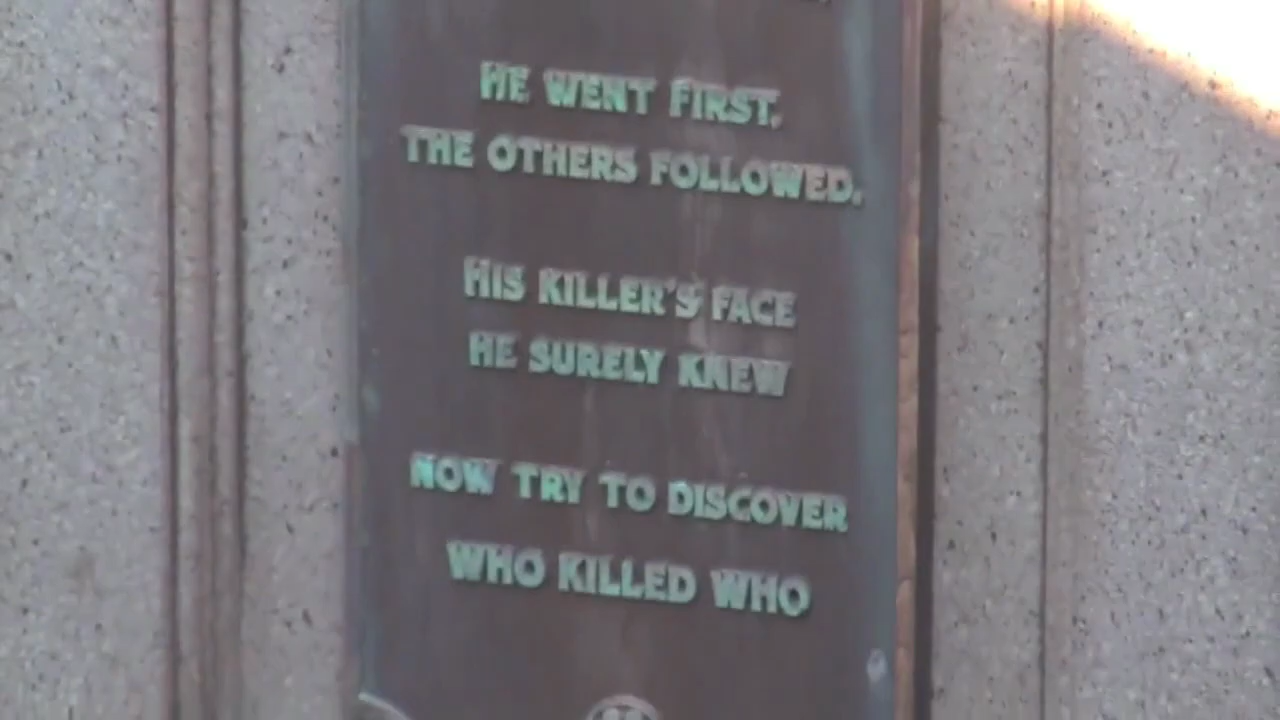 HE WENT FIRST,
THE OTHERS FOLLOWED.
HIS KILLER'S FACE
HE SURELY KNEW
NOW TRY TO DISCOVER
WHO KILLED WHO